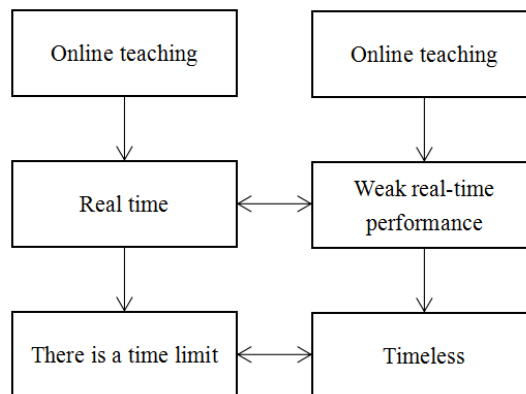 Online teaching
Online teaching
Real time
Weak real-time
performance
There is a time limit
Timeless